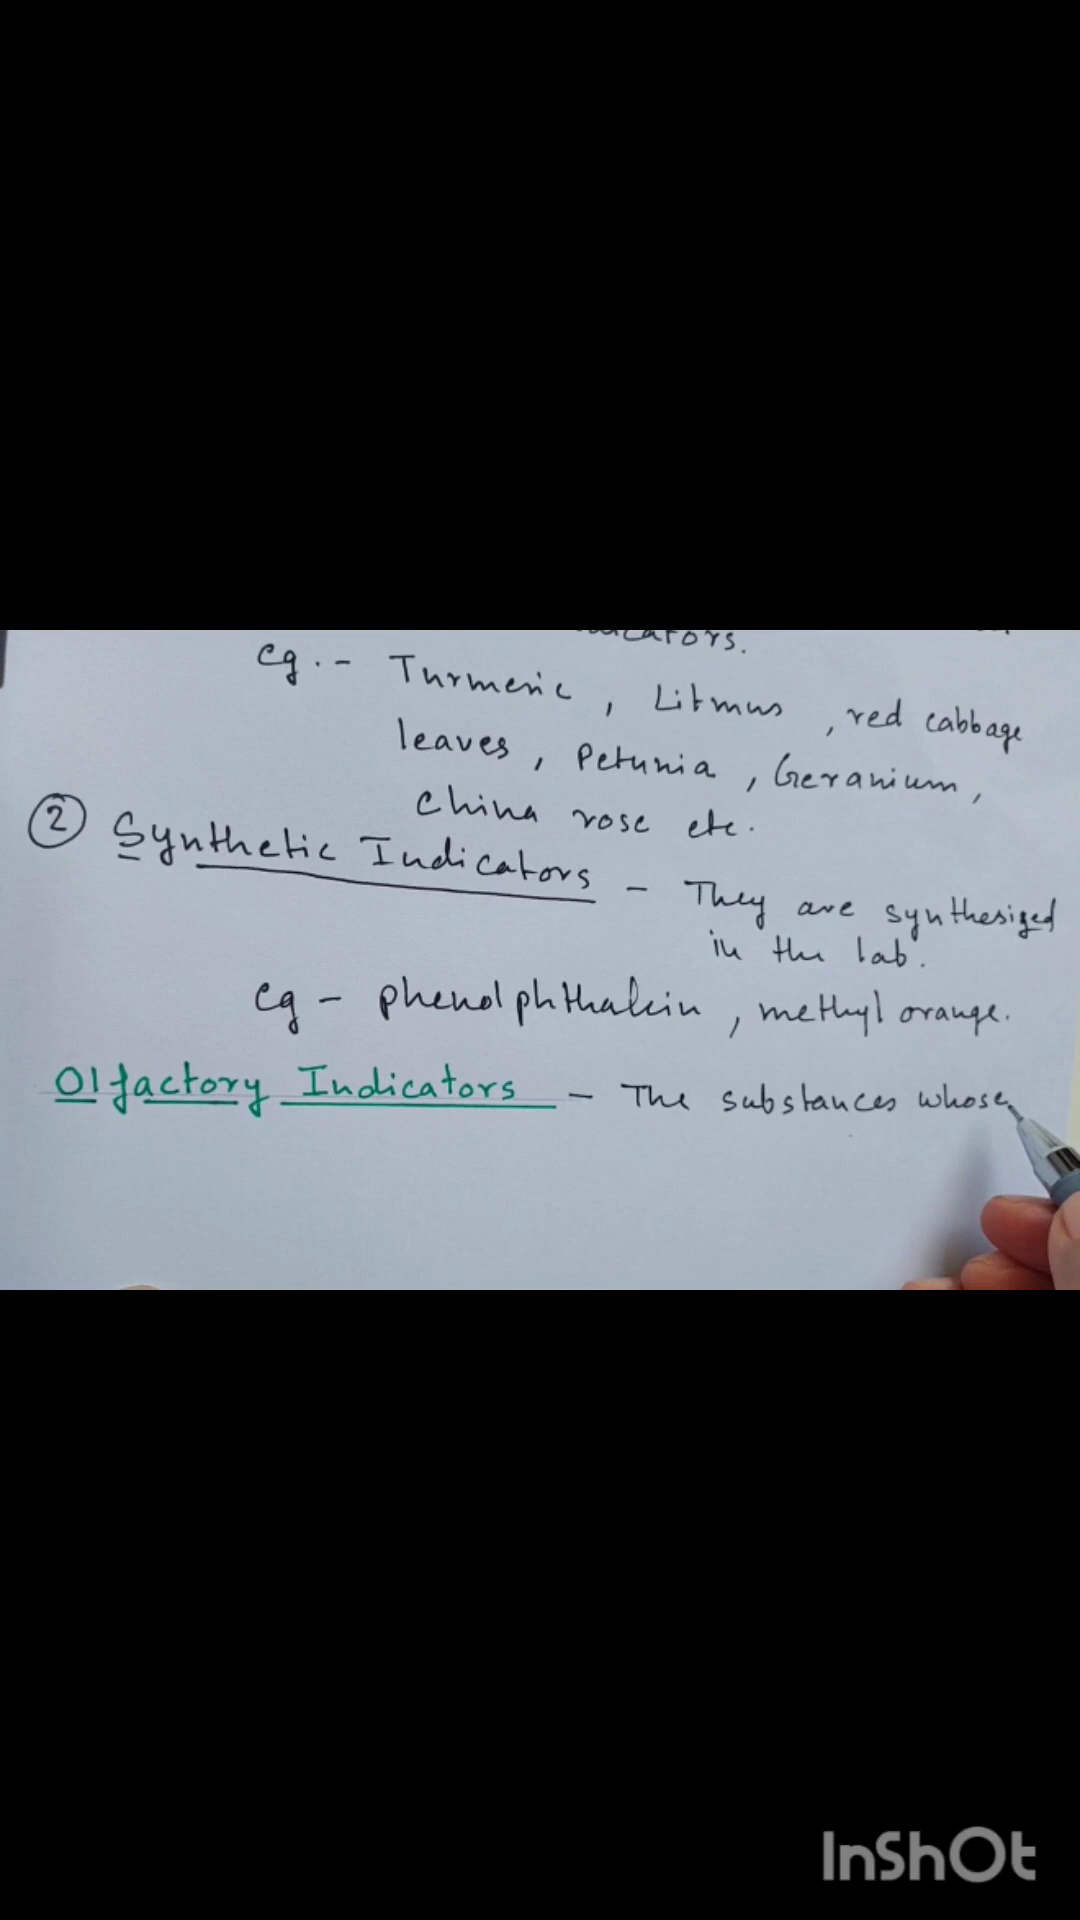 eg. - Turmeric , Litmus , red cabbage
leaves , Petunia , Geranium ,
China rose etc.
② Synthetic Indicators - They are synthesized
in the lab.
eg - phenolphthalein , methyl orange.
Olfactory Indicators - The substances whose
InShOt